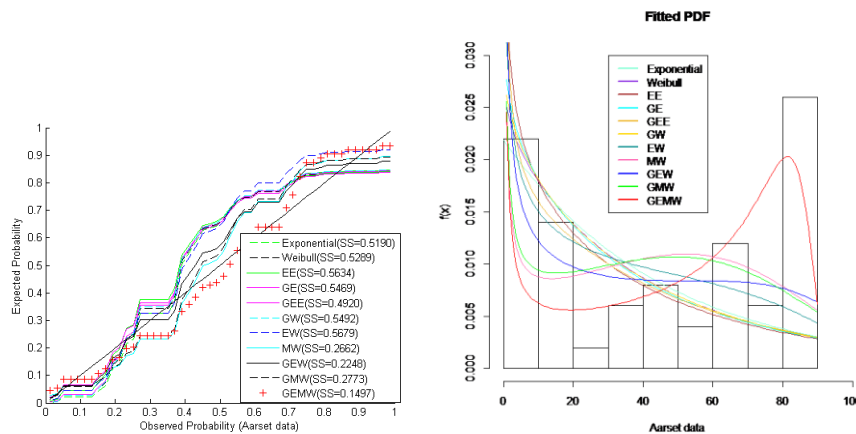 Expected Probability
1
0.9
0.8
0.7
0.6
0.5
0.4
0.3
0.2
0.1
0
Exponential(SS=0.5190)
Weibull(SS=0.5289)
EE(SS=0.5634)
GE(SS=0.5469)
GEE(SS=0.4920)
GW(SS=0.5492)
EW(SS=0.5679)
MW(SS=0.2662)
GEW(SS=0.2248)
GMW(SS=0.2773)
GEMW(SS=0.1497)
0 0.1 0.2 0.3 0.4 0.5 0.6 0.7 0.8 0.9 1
Observed Probability (Aarset data)
Fitted PDF
f(x)
0.030
0.025
0.020
0.015
0.010
0.005
0.000
Exponential
Weibull
EE
GE
GEE
GW
EW
MW
GEW
GMW
GEMW
0 20 40 60 80 100
Aarset data